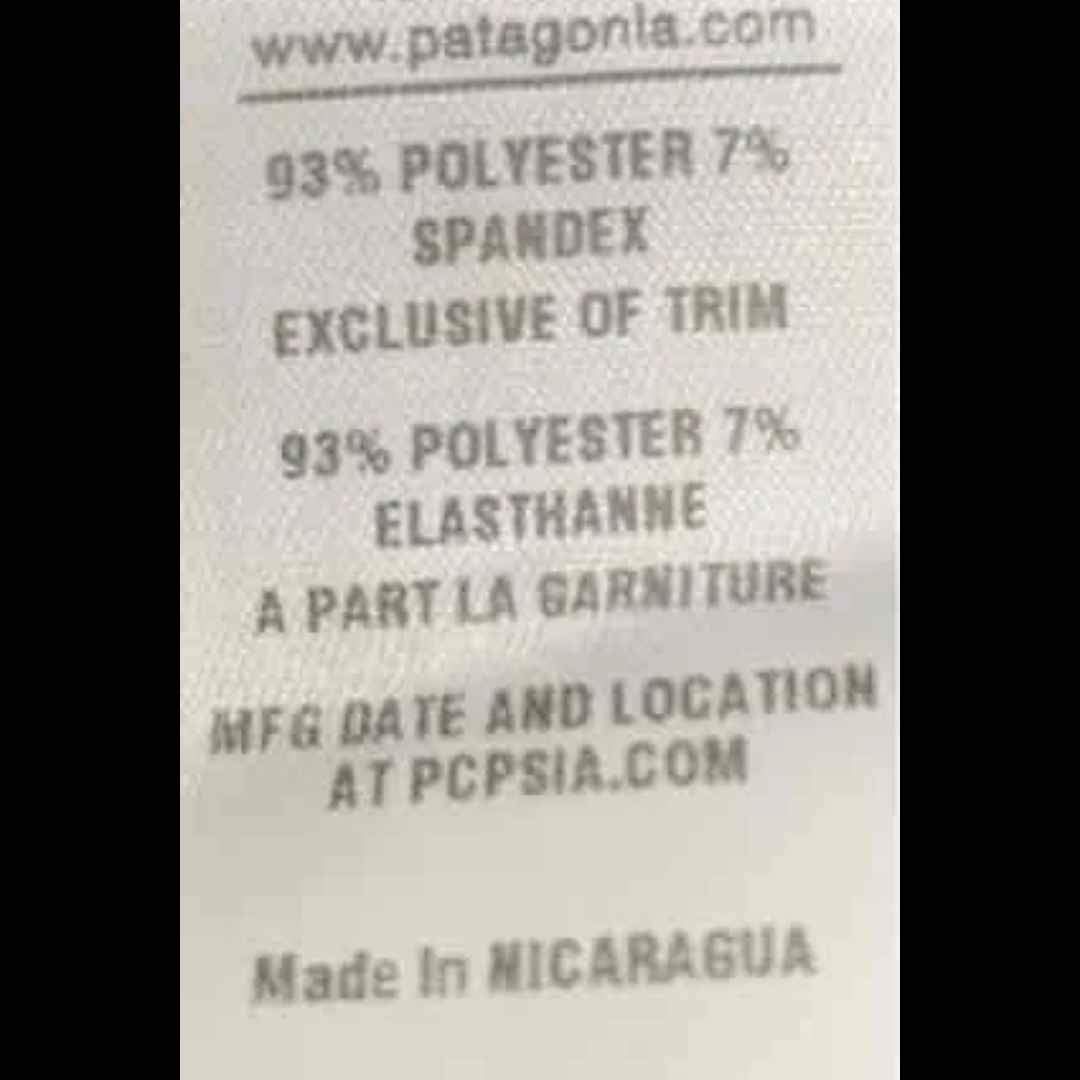 www.patagonia.com
93% POLYESTER 7%
SPANDEX
EXCLUSIVE OF TRIM
93% POLYESTER 7%
ELASTHANNE
A PART LA GARNITURE
MFG DATE AND LOCATION
AT PCPSIA.COM
Made In NICARAGUA